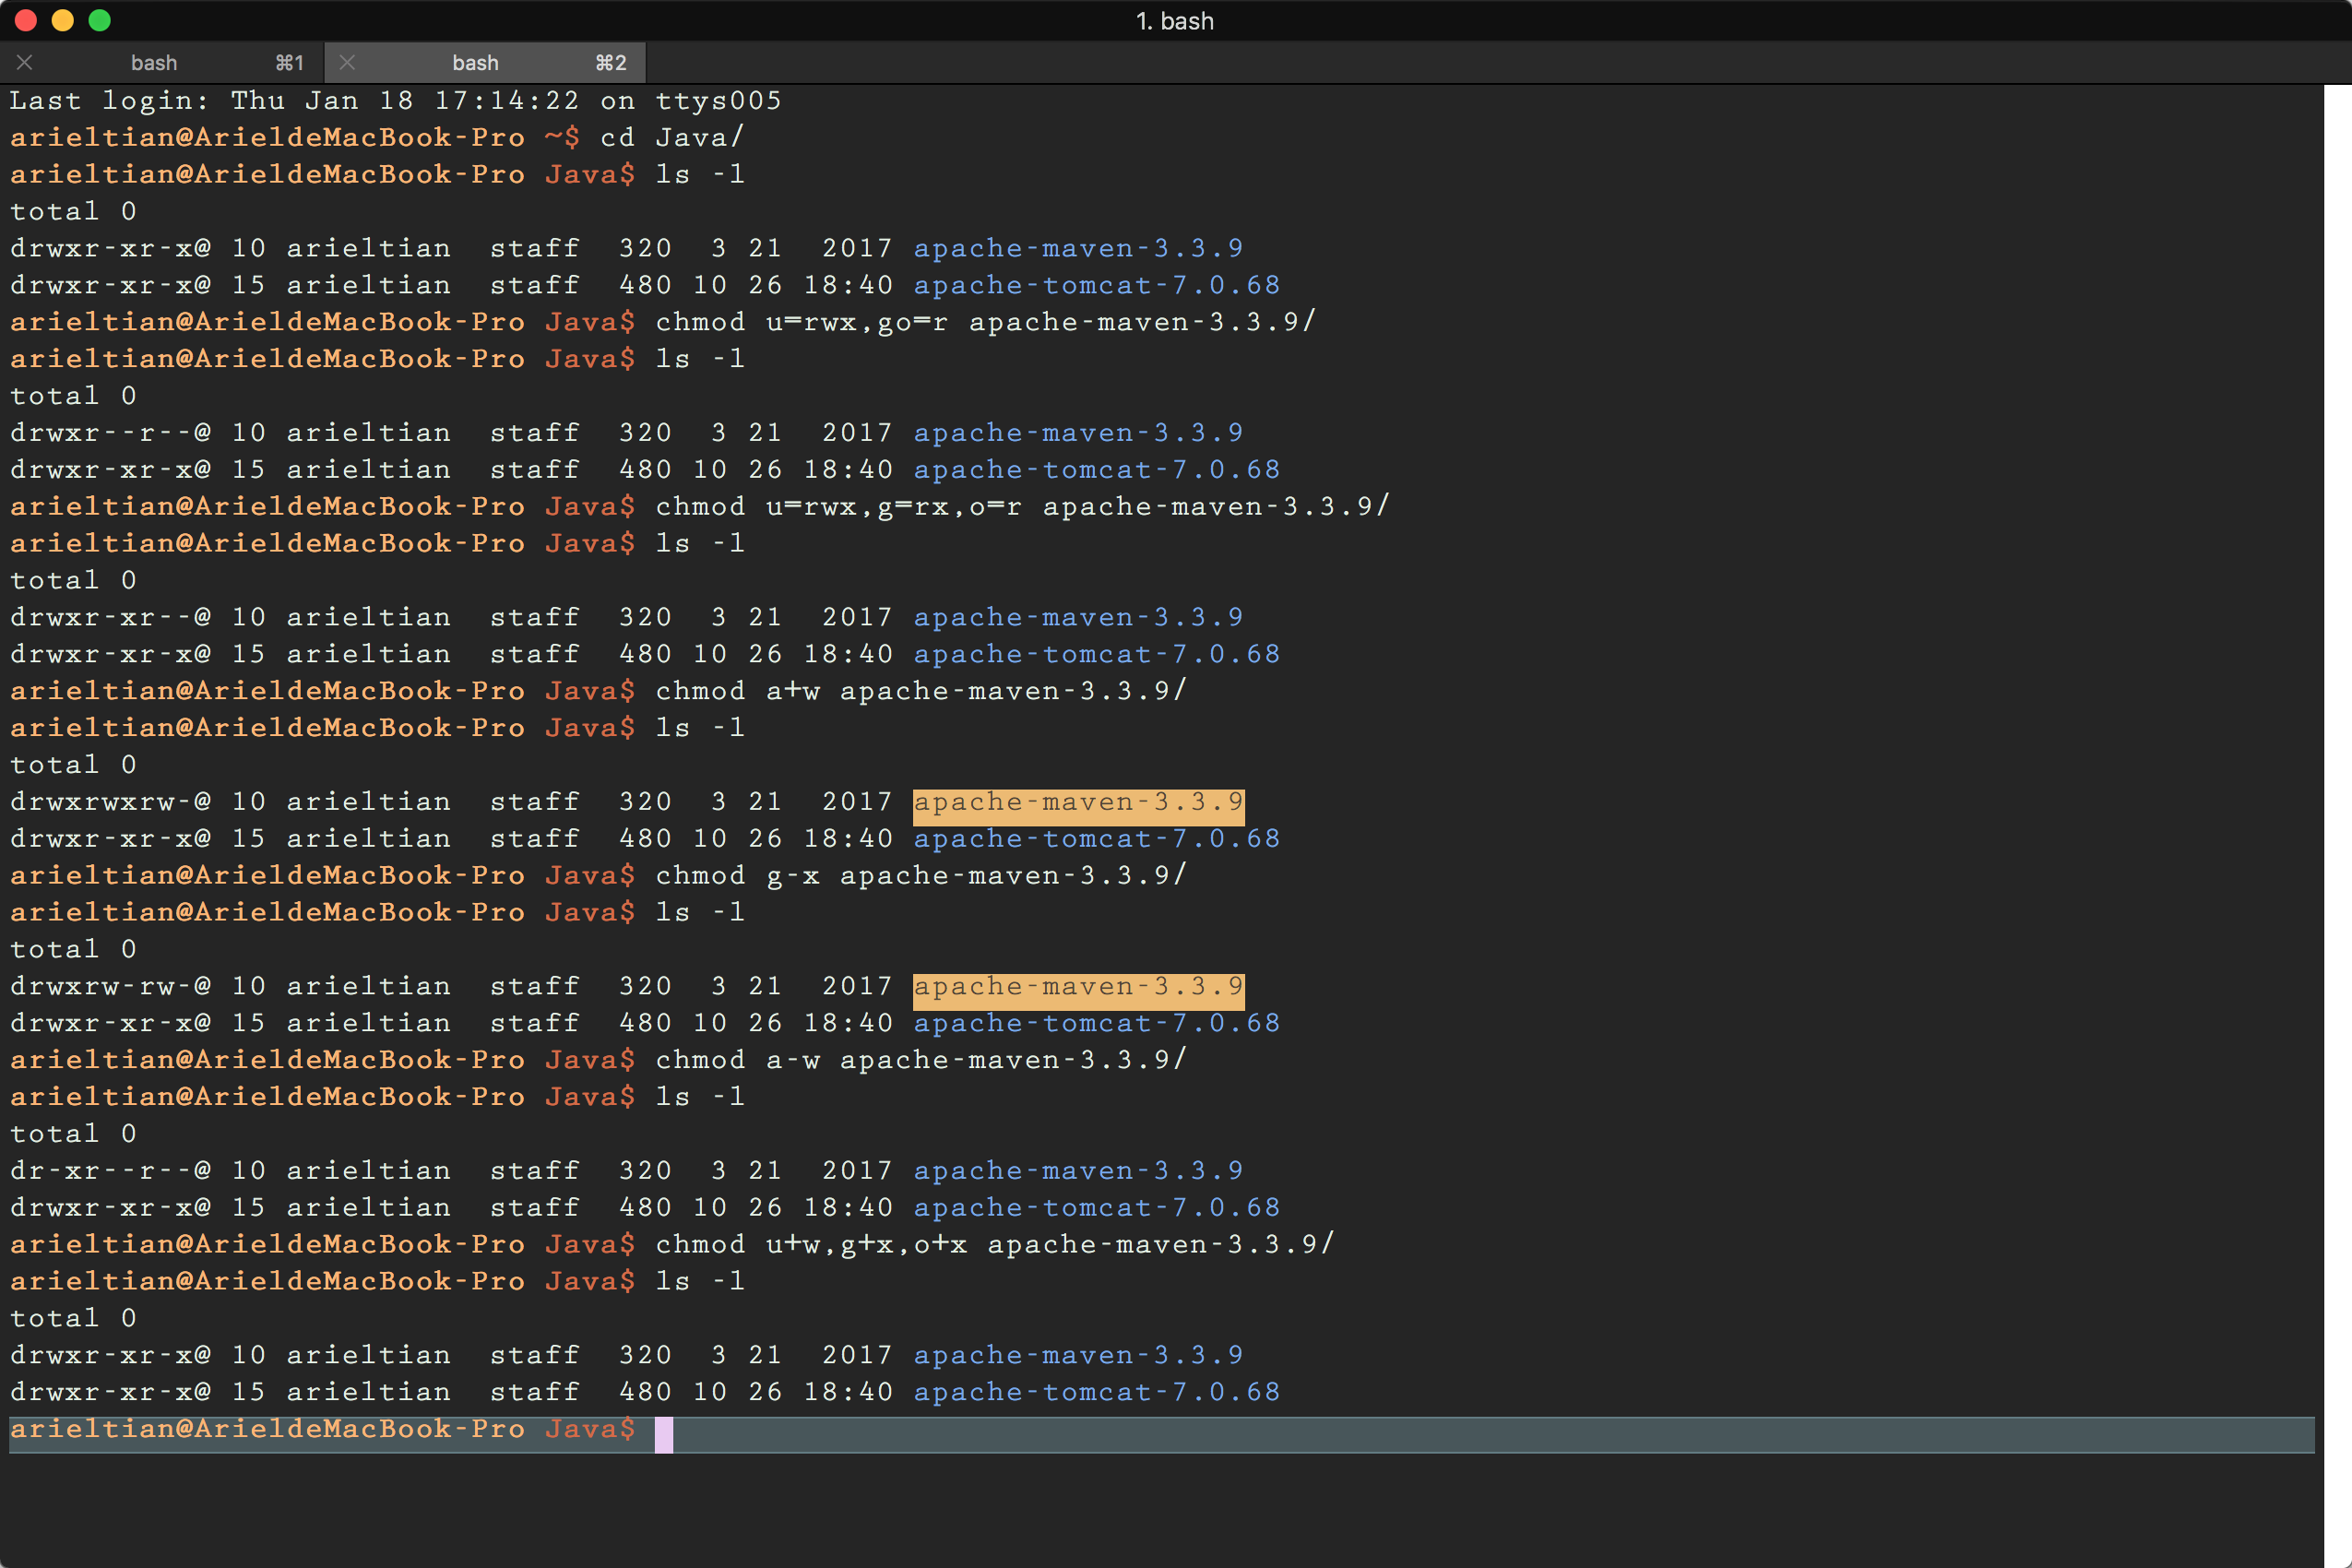 1. bash
bash ⌘1 bash ⌘2
Last login: Thu Jan 18 17:14:22 on ttys005
arieltian@ArieldeMacBook-Pro ~$ cd Java/
arieltian@ArieldeMacBook-Pro Java$ ls -l
total 0
drwxr-xr-x@ 10 arieltian  staff  320  3 21  2017 apache-maven-3.3.9
drwxr-xr-x@ 15 arieltian  staff  480 10 26 18:40 apache-tomcat-7.0.68
arieltian@ArieldeMacBook-Pro Java$ chmod u=rwx,go=r apache-maven-3.3.9/
arieltian@ArieldeMacBook-Pro Java$ ls -l
total 0
drwxr--r--@ 10 arieltian  staff  320  3 21  2017 apache-maven-3.3.9
drwxr-xr-x@ 15 arieltian  staff  480 10 26 18:40 apache-tomcat-7.0.68
arieltian@ArieldeMacBook-Pro Java$ chmod u=rwx,g=rx,o=r apache-maven-3.3.9/
arieltian@ArieldeMacBook-Pro Java$ ls -l
total 0
drwxr-xr--@ 10 arieltian  staff  320  3 21  2017 apache-maven-3.3.9
drwxr-xr-x@ 15 arieltian  staff  480 10 26 18:40 apache-tomcat-7.0.68
arieltian@ArieldeMacBook-Pro Java$ chmod a+w apache-maven-3.3.9/
arieltian@ArieldeMacBook-Pro Java$ ls -l
total 0
drwxrwxrw-@ 10 arieltian  staff  320  3 21  2017 apache-maven-3.3.9
drwxr-xr-x@ 15 arieltian  staff  480 10 26 18:40 apache-tomcat-7.0.68
arieltian@ArieldeMacBook-Pro Java$ chmod g-x apache-maven-3.3.9/
arieltian@ArieldeMacBook-Pro Java$ ls -l
total 0
drwxrw-rw-@ 10 arieltian  staff  320  3 21  2017 apache-maven-3.3.9
drwxr-xr-x@ 15 arieltian  staff  480 10 26 18:40 apache-tomcat-7.0.68
arieltian@ArieldeMacBook-Pro Java$ chmod a-w apache-maven-3.3.9/
arieltian@ArieldeMacBook-Pro Java$ ls -l
total 0
dr-xr--r--@ 10 arieltian  staff  320  3 21  2017 apache-maven-3.3.9
drwxr-xr-x@ 15 arieltian  staff  480 10 26 18:40 apache-tomcat-7.0.68
arieltian@ArieldeMacBook-Pro Java$ chmod u+w,g+x,o+x apache-maven-3.3.9/
arieltian@ArieldeMacBook-Pro Java$ ls -l
total 0
drwxr-xr-x@ 10 arieltian  staff  320  3 21  2017 apache-maven-3.3.9
drwxr-xr-x@ 15 arieltian  staff  480 10 26 18:40 apache-tomcat-7.0.68
arieltian@ArieldeMacBook-Pro Java$